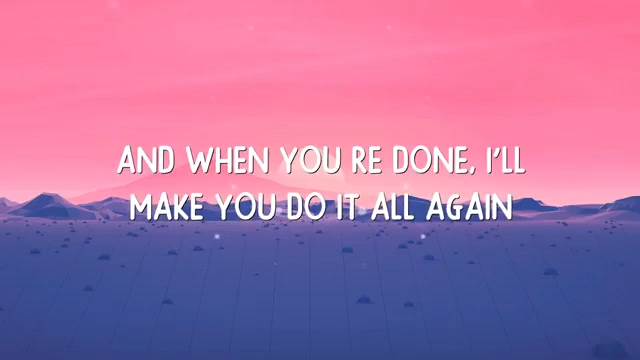 AND WHEN YOU RE DONE, I'LL
MAKE YOU DO IT ALL AGAIN